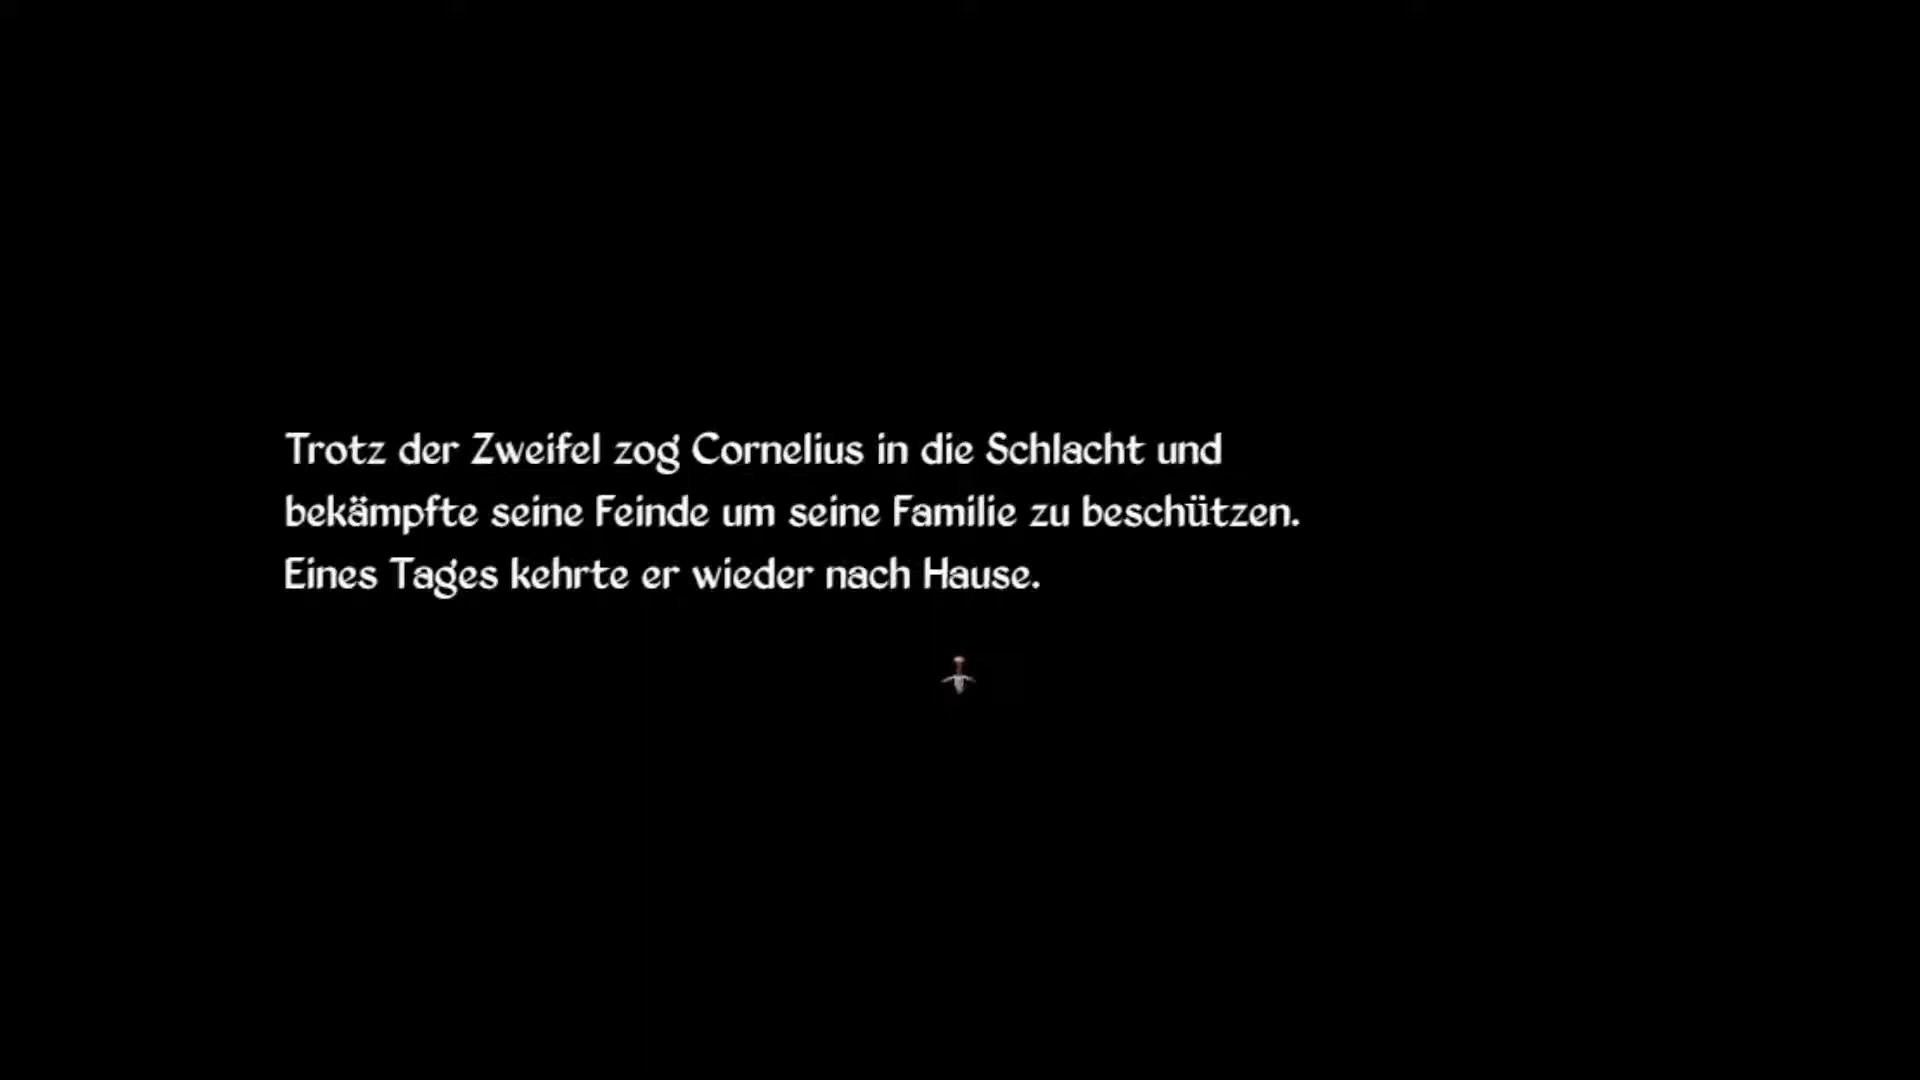 Trotz der Zweifel zog Cornelius in die Schlacht und
bekämpfte seine Feinde um seine Familie zu beschützen.
Eines Tages kehrte er wieder nach Hause.